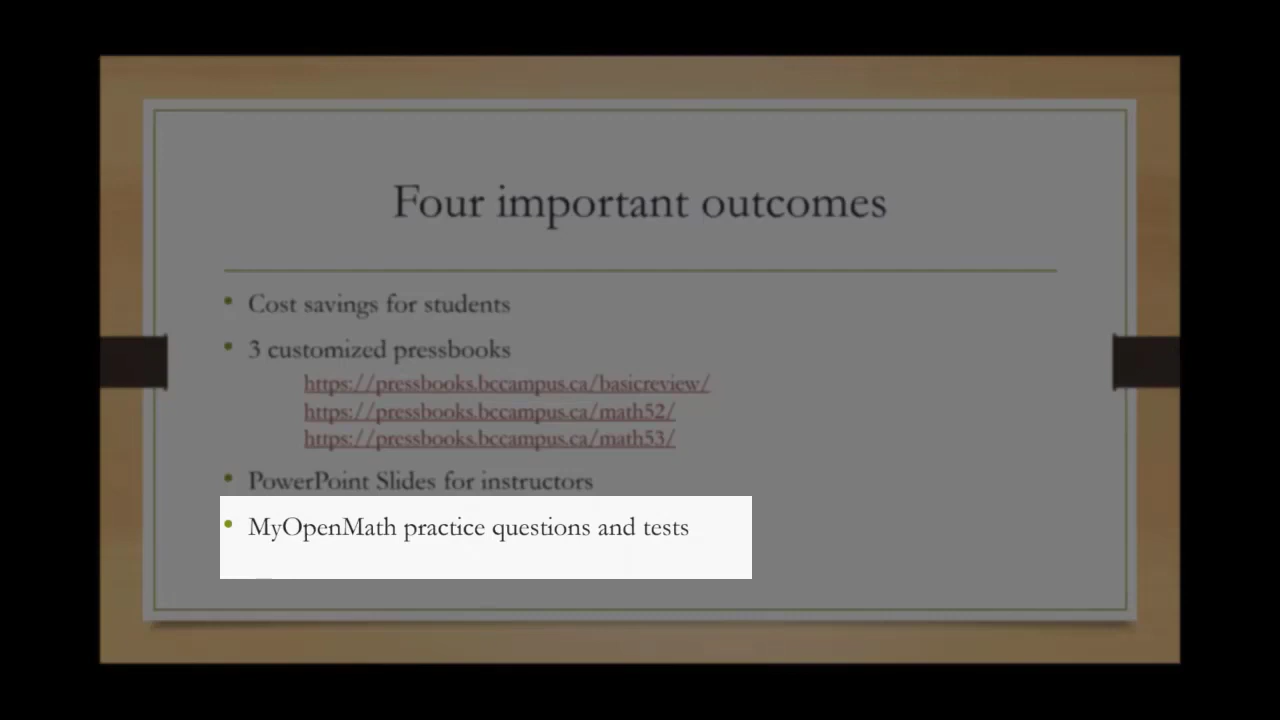 Four important outcomes
• Cost savings for students
• 3 customized pressbooks
https://pressbooks.bccampus.ca/basicreview/
https://pressbooks.bccampus.ca/math52/
https://pressbooks.bccampus.ca/math53/
• PowerPoint Slides for instructors
• MyOpenMath practice questions and tests